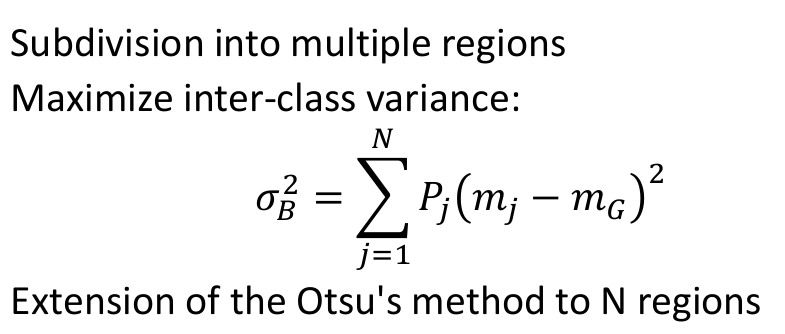 Subdivision into multiple regions
Maximize inter-class variance:
σ_B^2 = ∑_{j=1}^{N} P_j(m_j − m_G)^2
Extension of the Otsu's method to N regions